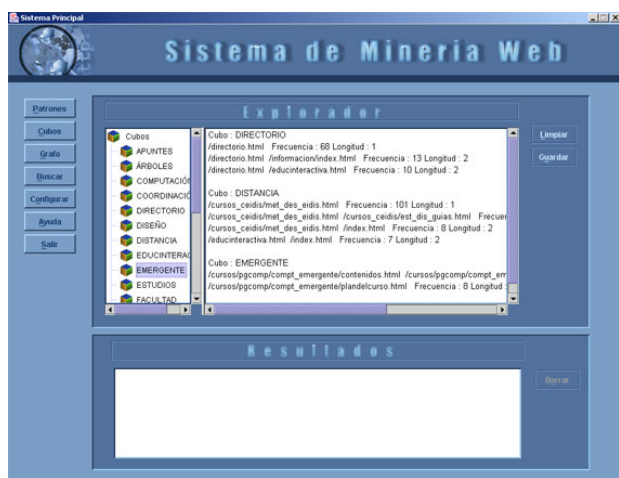 Sistema Principal
http:
Sistema de Mineria Web
Patrones
Cubos
Grafo
Buscar
Configurar
Ayuda
Salir
Explorador
Cubos
APUNTES
ÁRBOLES
COMPUTACIÓN
COORDINACIÓ
DIRECTORIO
DISEÑO
DISTANCIA
EDUCINTERAC
EMERGENTE
ESTUDIOS
FACULTAD
Cubo : DIRECTORIO
/directorio.html Frecuencia : 68 Longitud : 1
/directorio.html /informacion/index.html Frecuencia : 13 Longitud : 2
/directorio.html /educinteractiva.html Frecuencia : 10 Longitud : 2
Cubo : DISTANCIA
/cursos_ceidis/met_des_eidis.html Frecuencia : 101 Longitud : 1
/cursos_ceidis/met_des_eidis.html /cursos_ceidis/est_dis_guias.html Frecuer
/cursos_ceidis/met_des_eidis.html /index.html Frecuencia : 8 Longitud : 2
/educinteractiva.html /index.html Frecuencia : 7 Longitud : 2
Cubo : EMERGENTE
/cursos/pgcomp/compt_emergente/contenidos.html /cursos/pgcomp/compt_em
/cursos/pgcomp/compt_emergente/plandelcurso.html Frecuencia : 8 Longitud :
Limpiar
Guardar
Resultados
Borrar